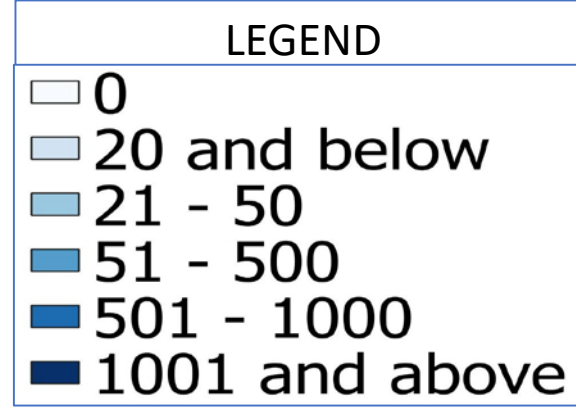 LEGEND
0
20 and below
21 - 50
51 - 500
501 - 1000
1001 and above